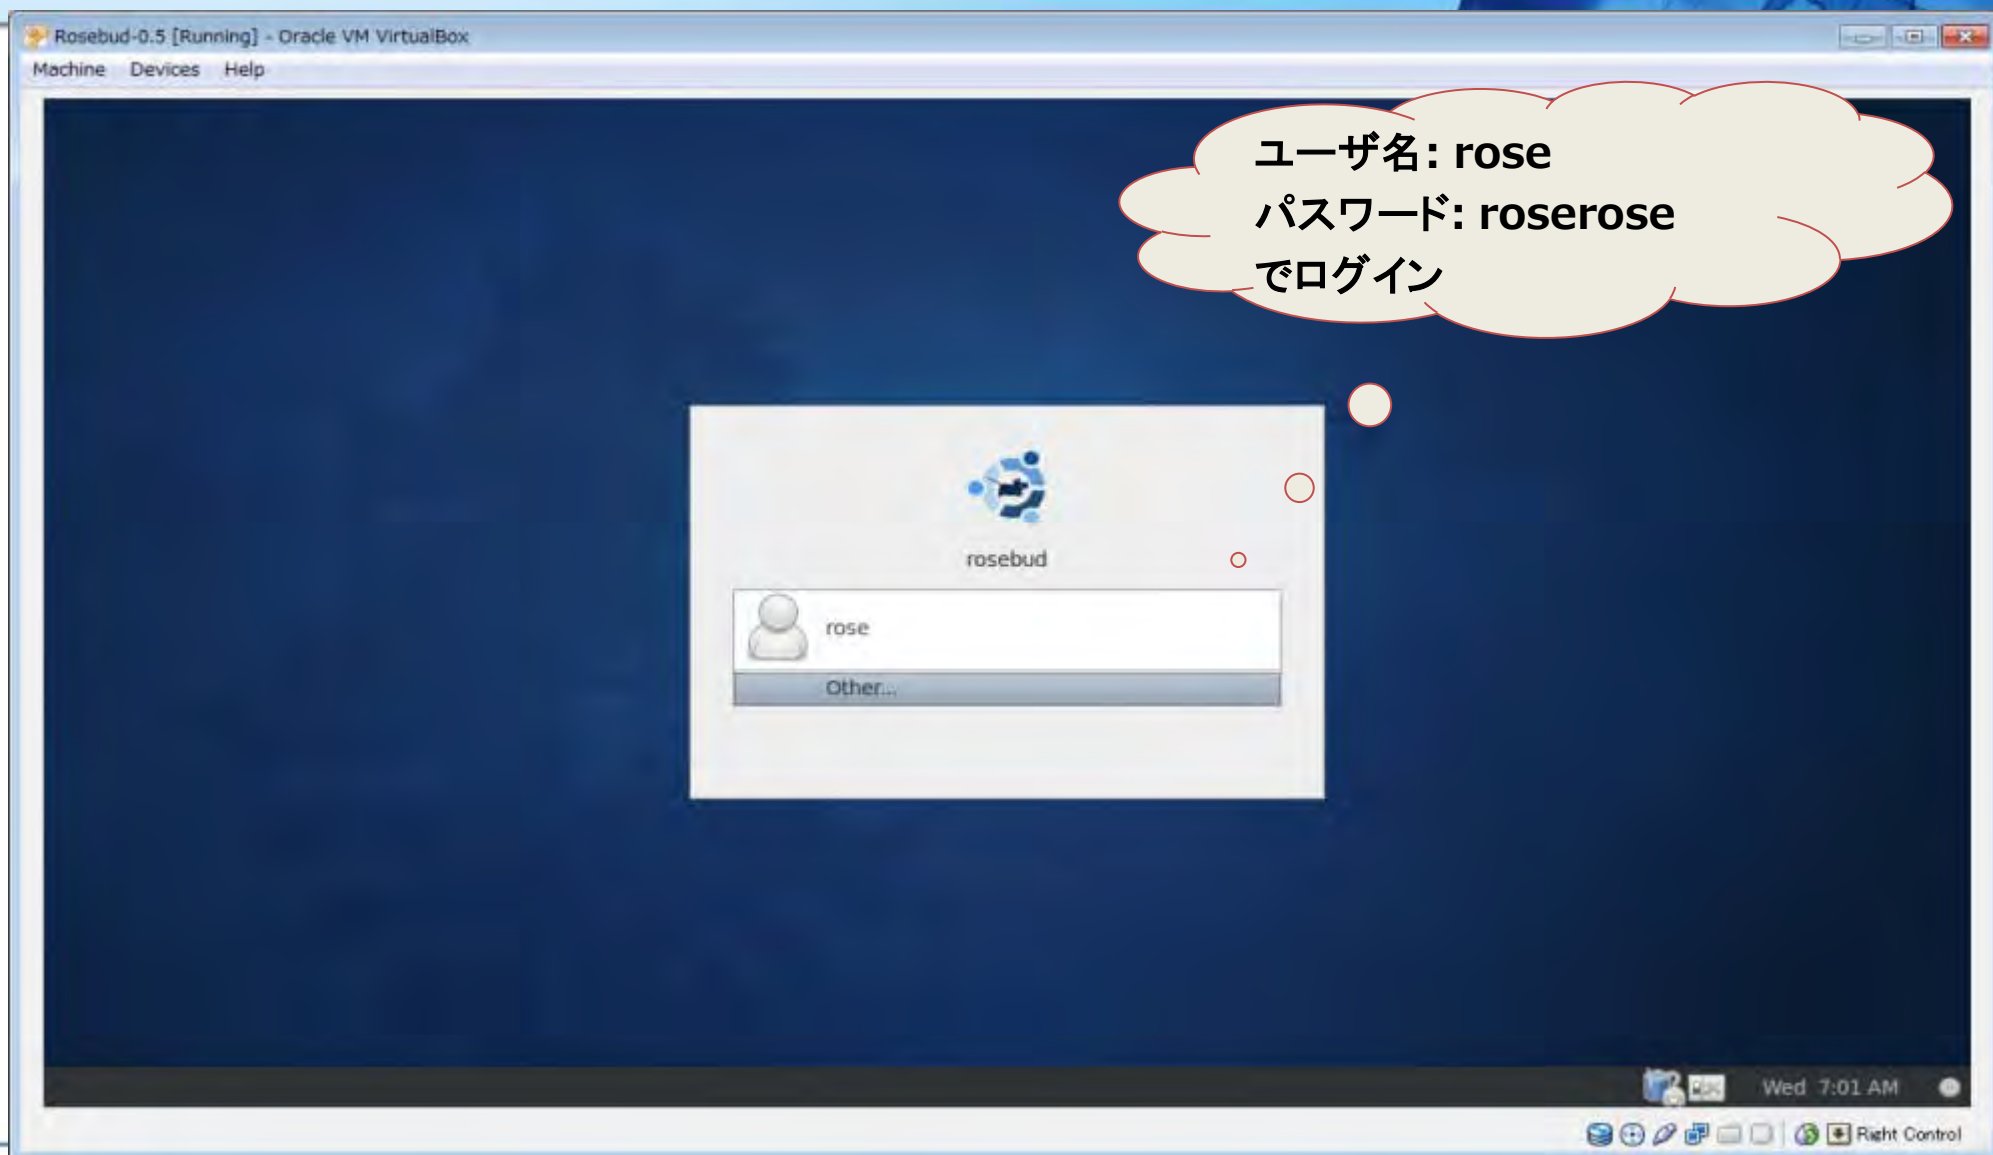 Rosebud-0.5 [Running] - Oracle VM VirtualBox
Machine Devices Help
ユーザ名: rose
パスワード: roserose
でログイン
rosebud
rose
Other...
Wed 7:01 AM
Right Control